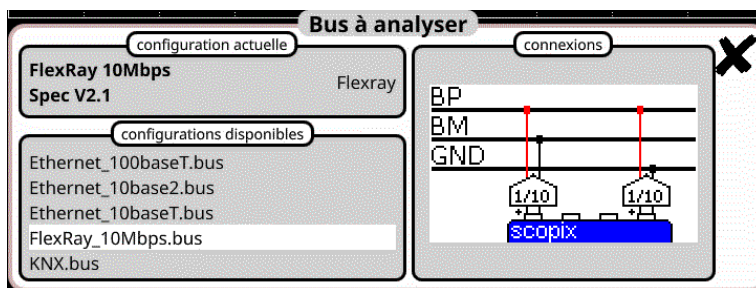 Bus à analyser
configuration actuelle
FlexRay 10Mbps
Spec V2.1
Flexray
configurations disponibles
Ethernet_100baseT.bus
Ethernet_10base2.bus
Ethernet_10baseT.bus
FlexRay_10Mbps.bus
KNX.bus
connexions
BP
BM
GND
1/10
1/10
scopix